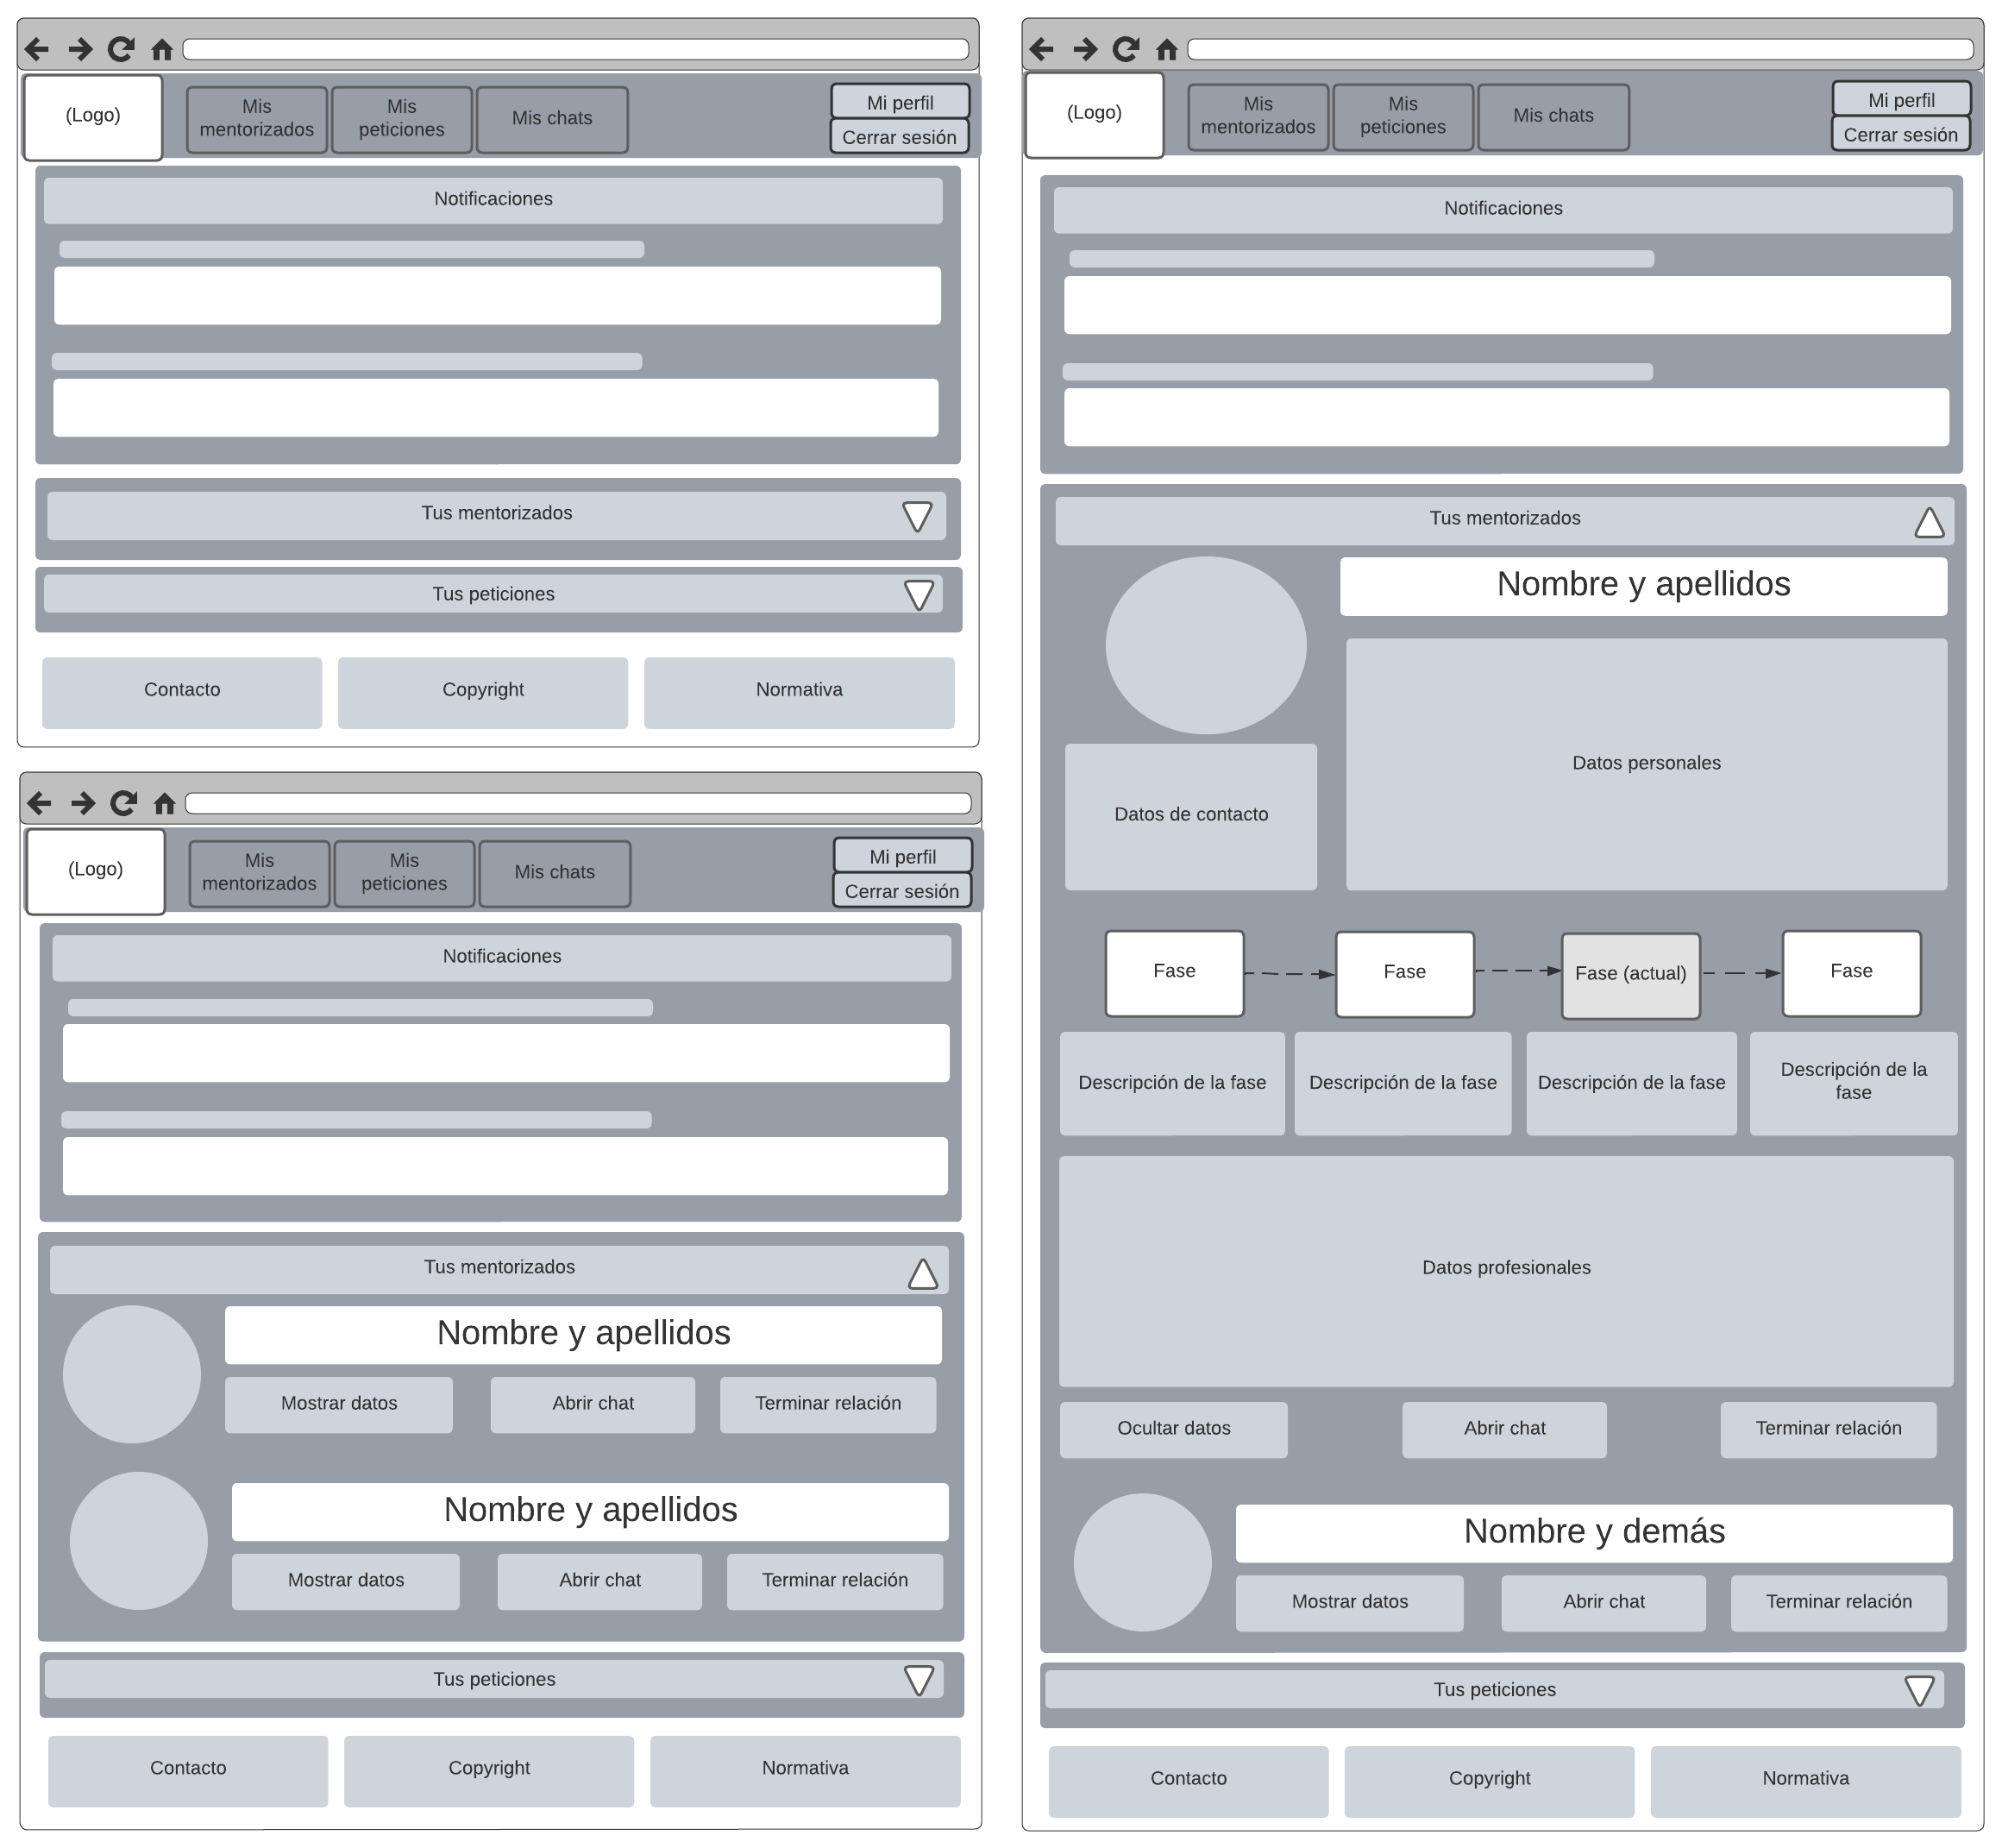 (Logo)
Mis
mentorizados
Mis
peticiones
Mis chats
Mi perfil
Cerrar sesión
Notificaciones
Tus mentorizados
Tus peticiones
Contacto
Copyright
Normativa
(Logo)
Mis
mentorizados
Mis
peticiones
Mis chats
Mi perfil
Cerrar sesión
Notificaciones
Tus mentorizados
Nombre y apellidos
Mostrar datos
Abrir chat
Terminar relación
Nombre y apellidos
Mostrar datos
Abrir chat
Terminar relación
Tus peticiones
Contacto
Copyright
Normativa
(Logo)
Mis
mentorizados
Mis
peticiones
Mis chats
Mi perfil
Cerrar sesión
Notificaciones
Tus mentorizados
Nombre y apellidos
Datos personales
Datos de contacto
Fase
Fase
Fase (actual)
Fase
Descripción de la fase
Descripción de la fase
Descripción de la fase
Descripción de la
fase
Datos profesionales
Ocultar datos
Abrir chat
Terminar relación
Nombre y demás
Mostrar datos
Abrir chat
Terminar relación
Tus peticiones
Contacto
Copyright
Normativa